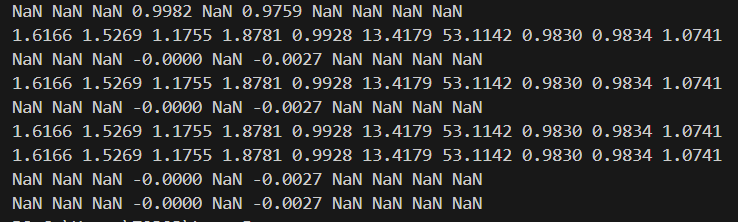 NaN NaN NaN 0.9982 NaN 0.9759 NaN NaN NaN NaN
1.6166 1.5269 1.1755 1.8781 0.9928 13.4179 53.1142 0.9830 0.9834 1.0741
NaN NaN NaN -0.0000 NaN -0.0027 NaN NaN NaN NaN
1.6166 1.5269 1.1755 1.8781 0.9928 13.4179 53.1142 0.9830 0.9834 1.0741
NaN NaN NaN -0.0000 NaN -0.0027 NaN NaN NaN NaN
1.6166 1.5269 1.1755 1.8781 0.9928 13.4179 53.1142 0.9830 0.9834 1.0741
1.6166 1.5269 1.1755 1.8781 0.9928 13.4179 53.1142 0.9830 0.9834 1.0741
NaN NaN NaN -0.0000 NaN -0.0027 NaN NaN NaN NaN
NaN NaN NaN -0.0000 NaN -0.0027 NaN NaN NaN NaN